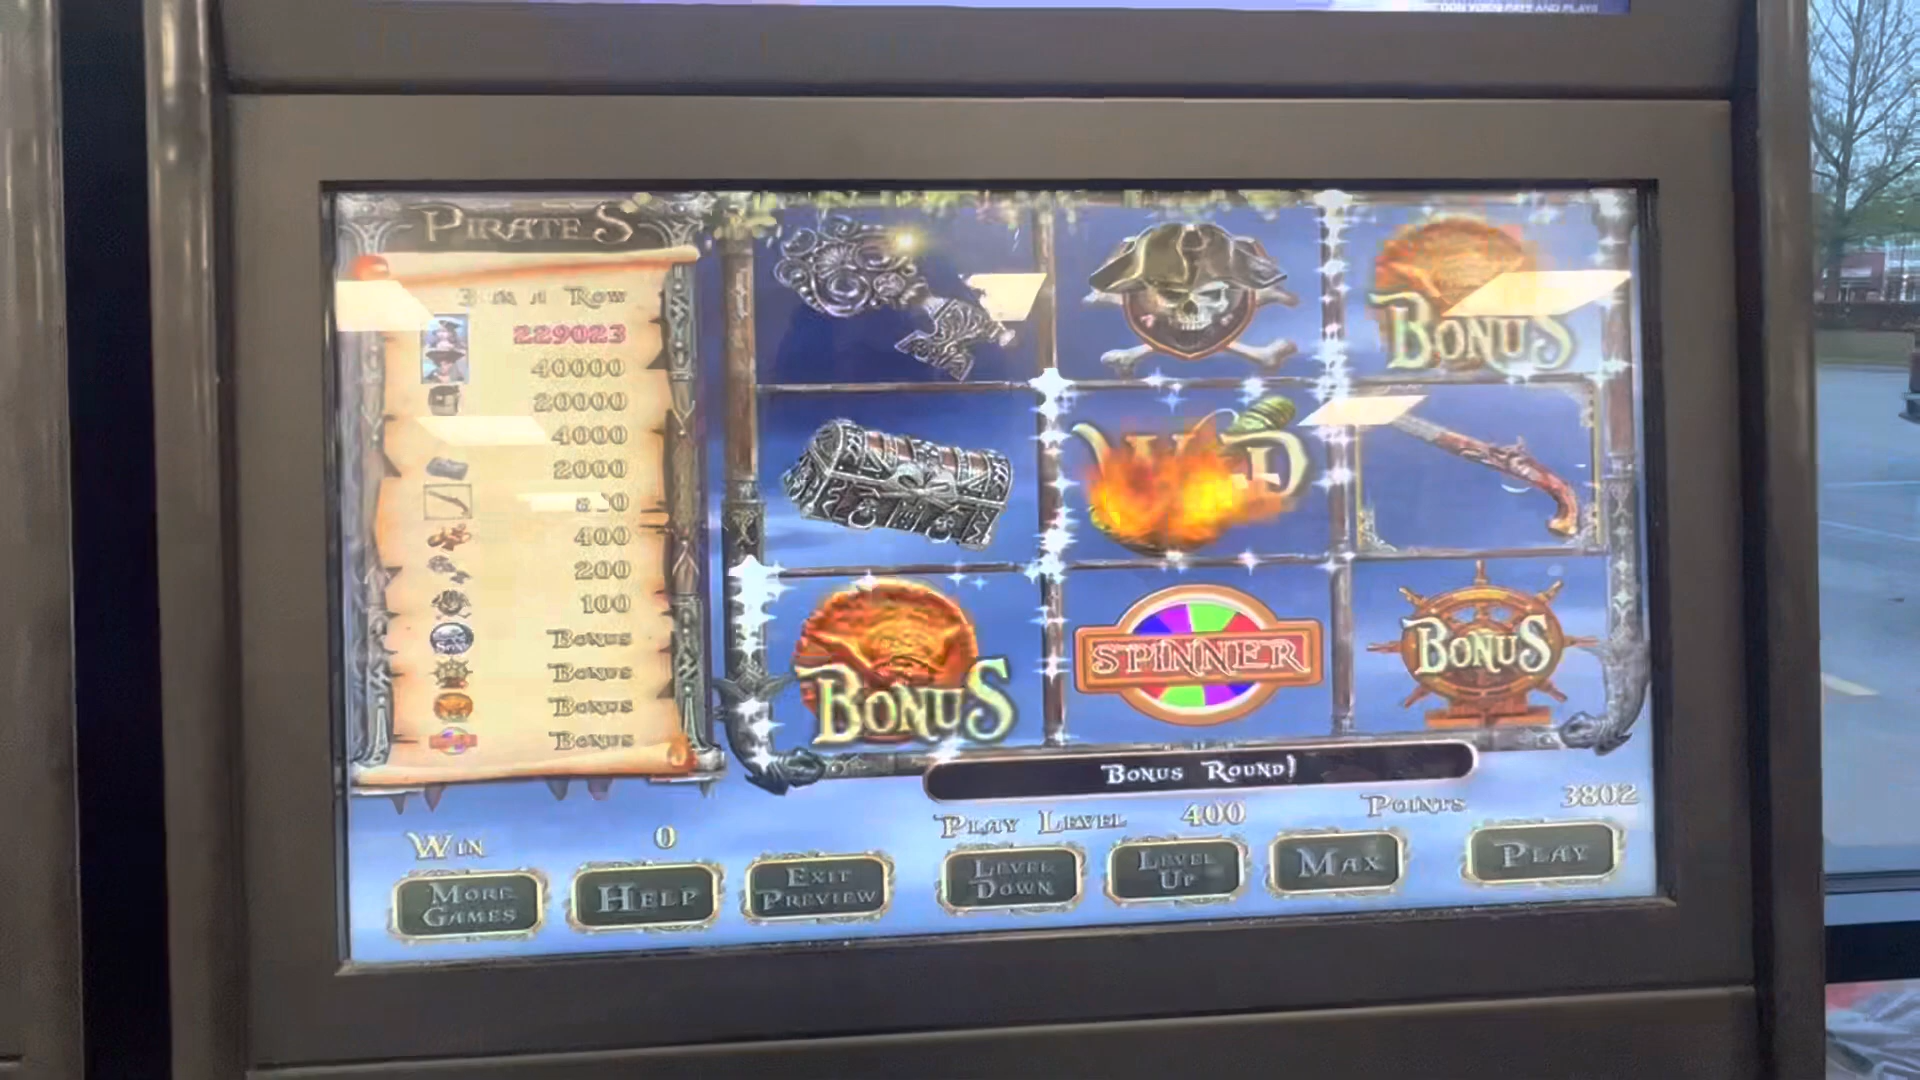 PIRATES
3 IN A ROW
229023
40000
20000
4000
2000
400
200
100
BONUS
BONUS
BONUS
BONUS
BONUS
WILD
BONUS
SPINNER
BONUS
BONUS ROUND!
WIN 0
PLAY LEVEL 400
POINTS 3802
MORE GAMES
HELP
EXIT PREVIEW
LEVEL DOWN
LEVEL UP
MAX
PLAY